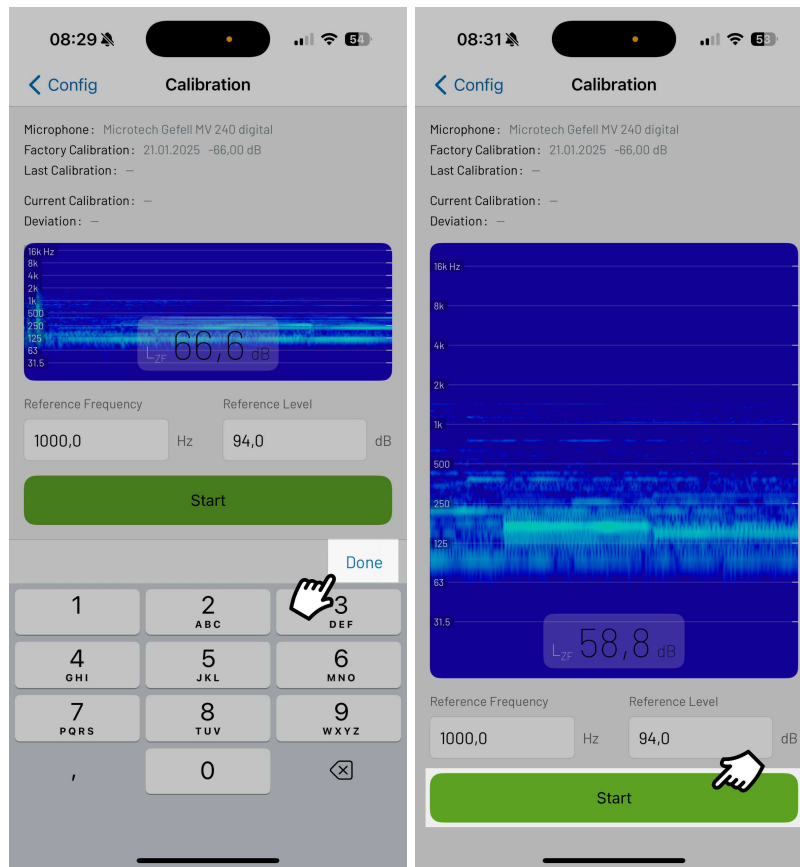 08:29
54
Config
Calibration
Microphone: Microtech Gefell MV 240 digital
Factory Calibration: 21.01.2025 -66,00 dB
Last Calibration: —
Current Calibration: —
Deviation: —
16k Hz
8k
4k
2k
1k
500
250
125
63
31.5
LZF 66,6 dB
Reference Frequency
Reference Level
1000,0 Hz
94,0 dB
Start
Done
1
2
ABC
3
DEF
4
GHI
5
JKL
6
MNO
7
PQRS
8
TUV
9
WXYZ
,
0
08:31
53
Config
Calibration
Microphone: Microtech Gefell MV 240 digital
Factory Calibration: 21.01.2025 -66,00 dB
Last Calibration: —
Current Calibration: —
Deviation: —
16k Hz
8k
4k
2k
1k
500
250
125
63
31.5
LZF 58,8 dB
Reference Frequency
Reference Level
1000,0 Hz
94,0 dB
Start